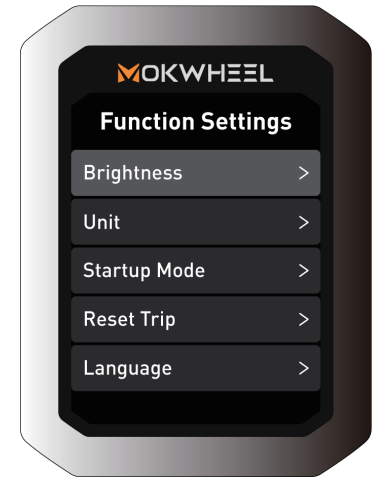 MOKWHEEL
Function Settings
Brightness >
Unit >
Startup Mode >
Reset Trip >
Language >